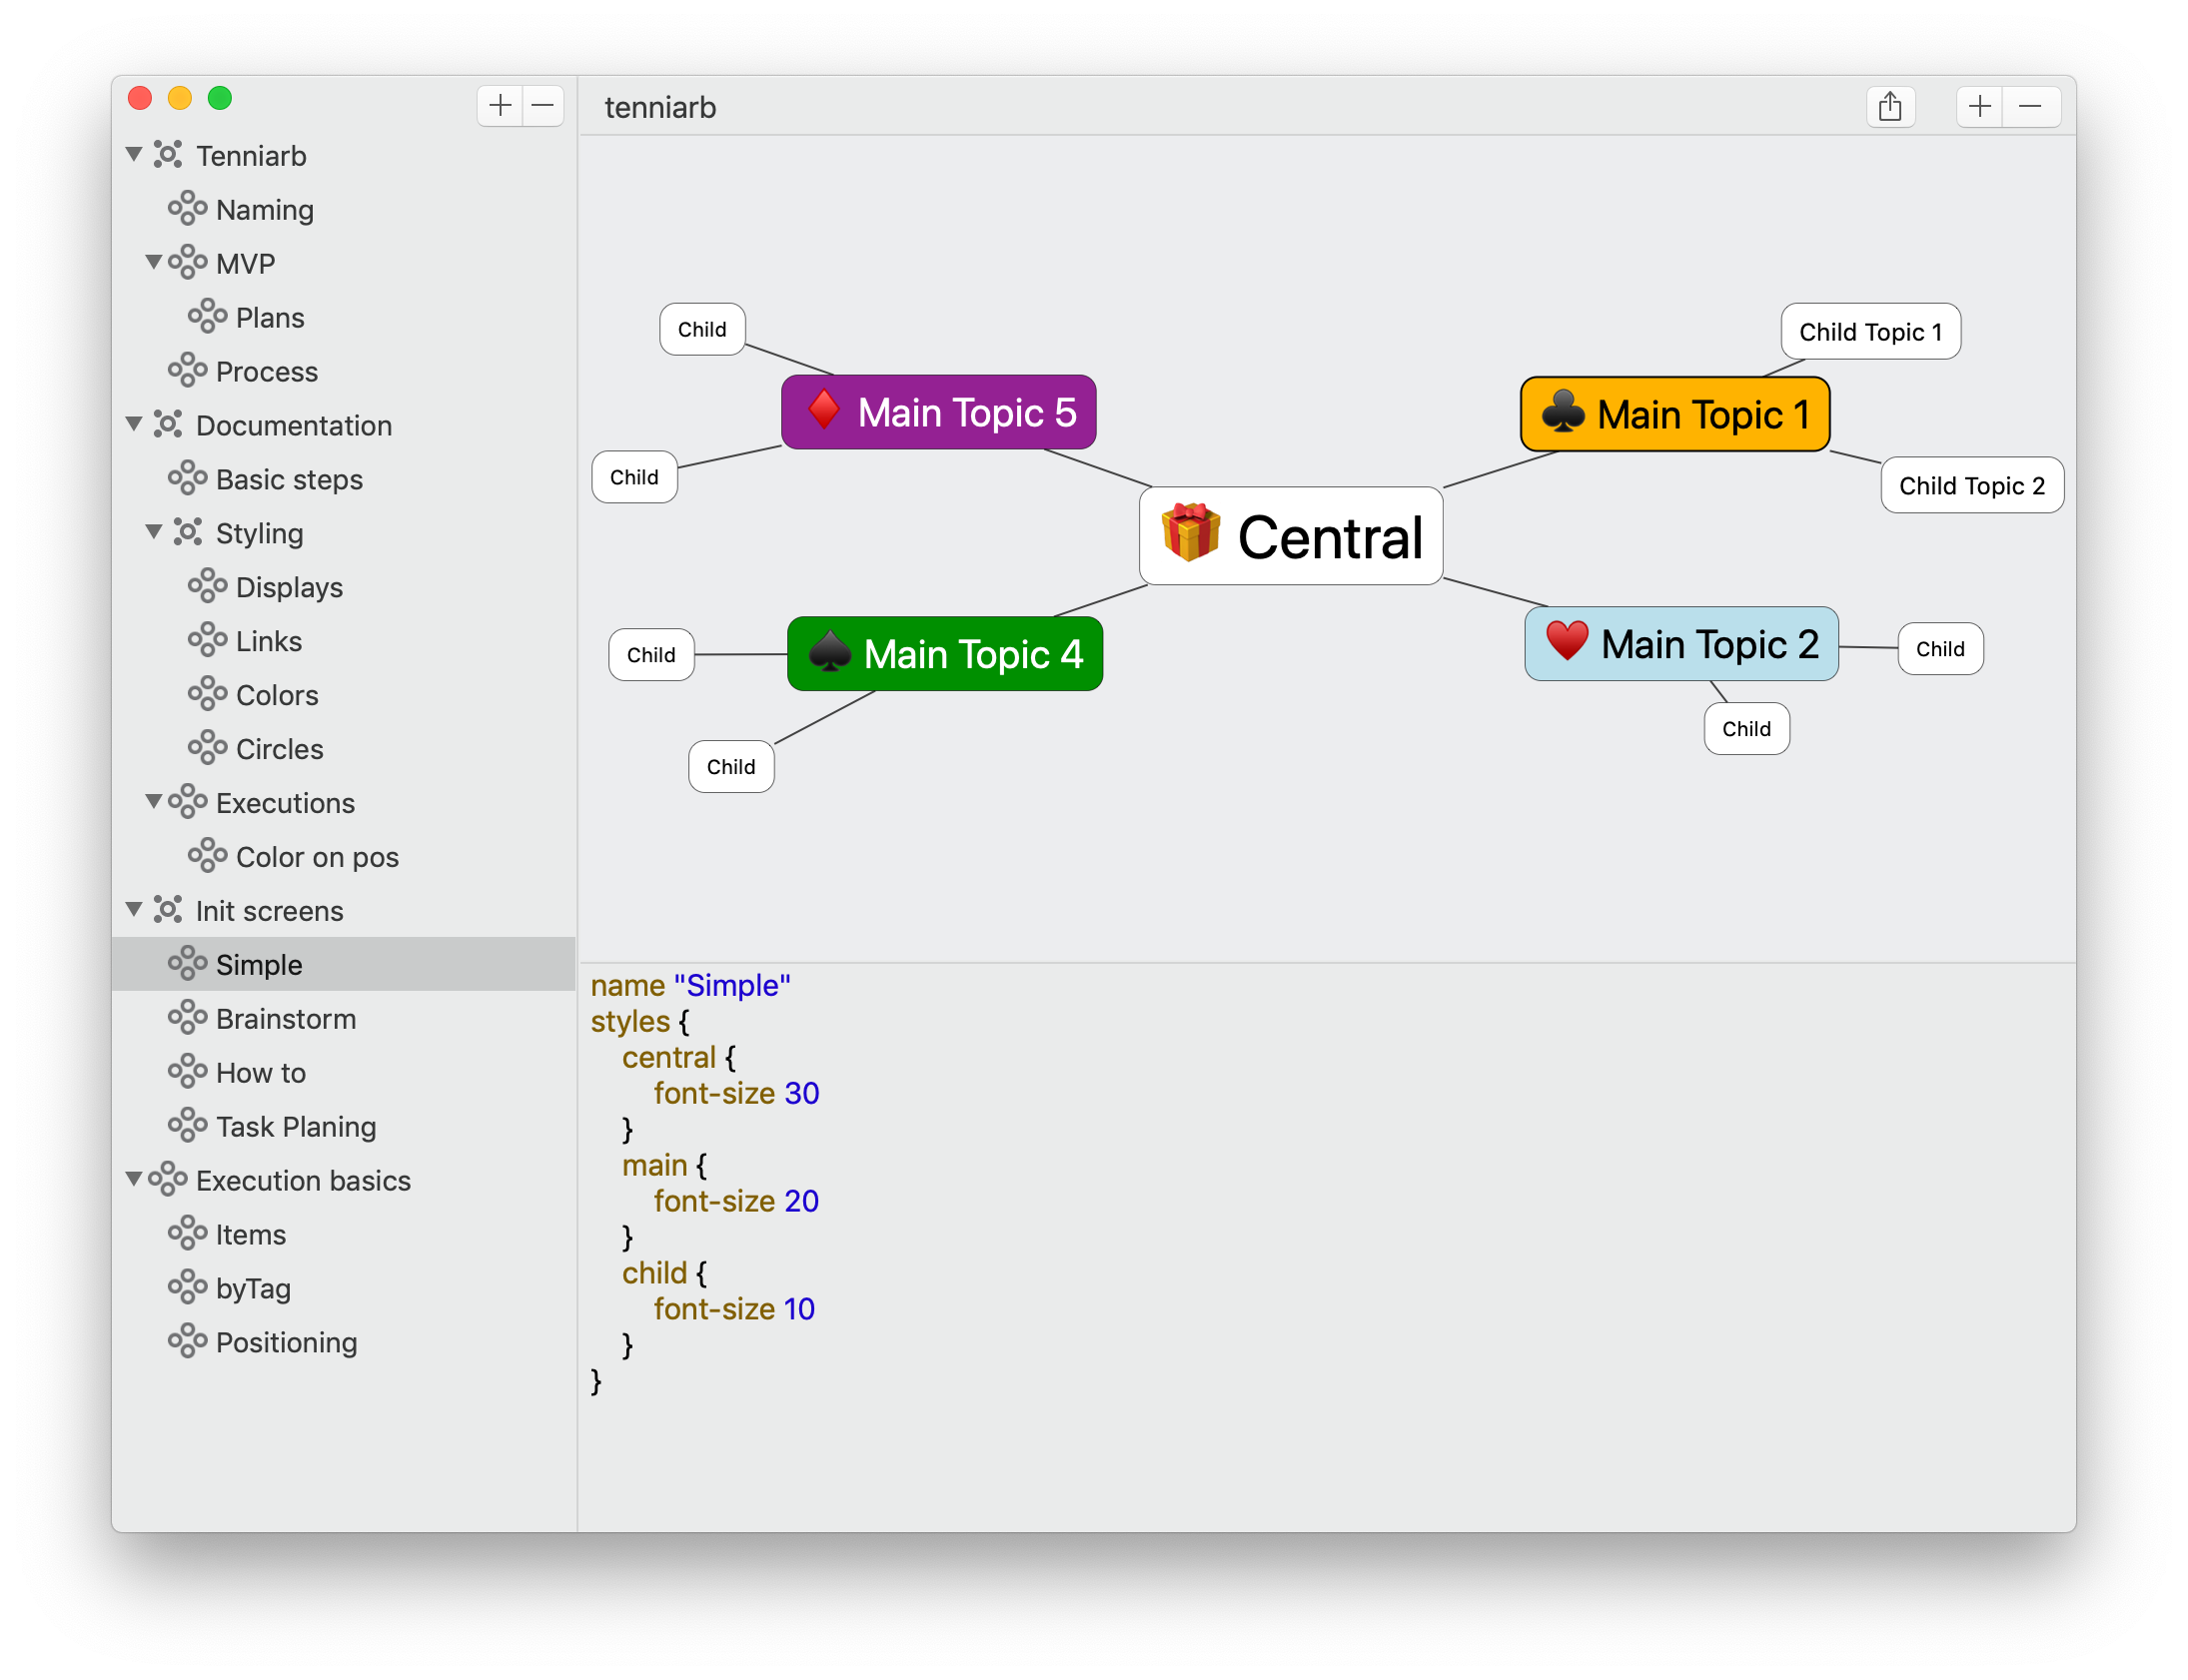 tenniarb
Tenniarb
Naming
MVP
Plans
Process
Documentation
Basic steps
Styling
Displays
Links
Colors
Circles
Executions
Color on pos
Init screens
Simple
Brainstorm
How to
Task Planing
Execution basics
Items
byTag
Positioning
Child
Main Topic 5
Child
Child Topic 1
Main Topic 1
Child Topic 2
Central
Child
Main Topic 4
Child
Main Topic 2
Child
Child
name "Simple"
styles {
central {
font-size 30
}
main {
font-size 20
}
child {
font-size 10
}
}